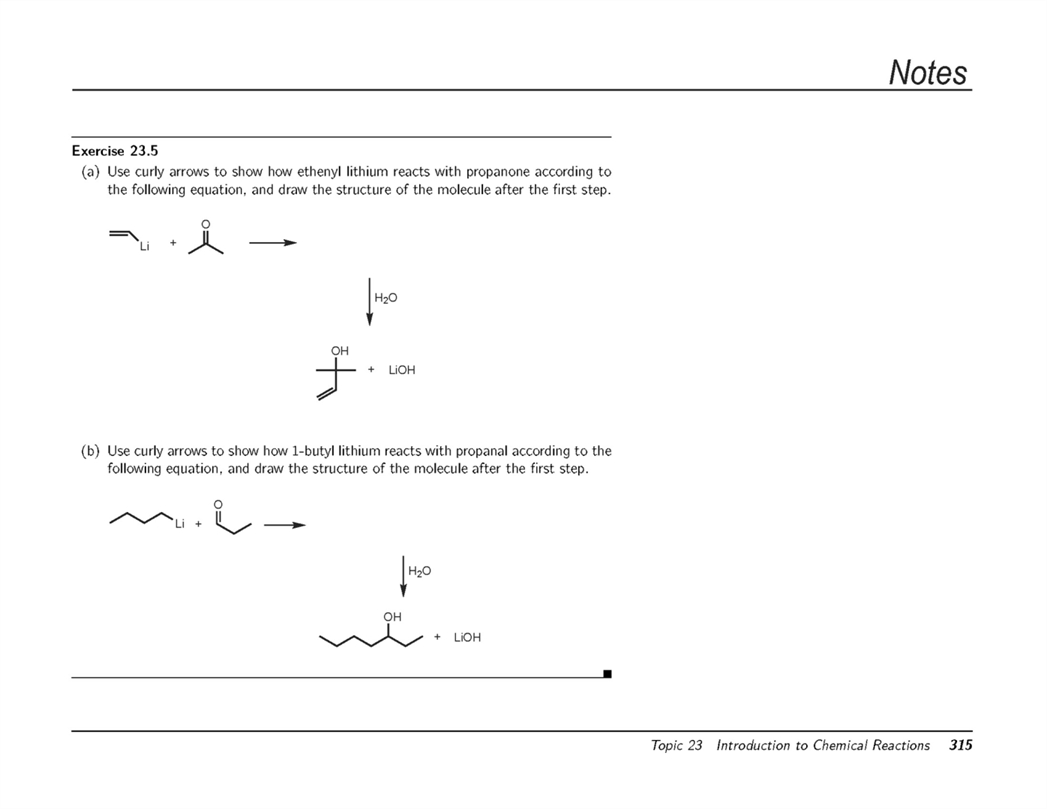 Notes
Exercise 23.5
(a) Use curly arrows to show how ethenyl lithium reacts with propanone according to
the following equation, and draw the structure of the molecule after the first step.
O
Li + 
H₂O
OH
+ LiOH
(b) Use curly arrows to show how 1-butyl lithium reacts with propanal according to the
following equation, and draw the structure of the molecule after the first step.
O
Li +
H₂O
OH
+ LiOH
Topic 23 Introduction to Chemical Reactions 315